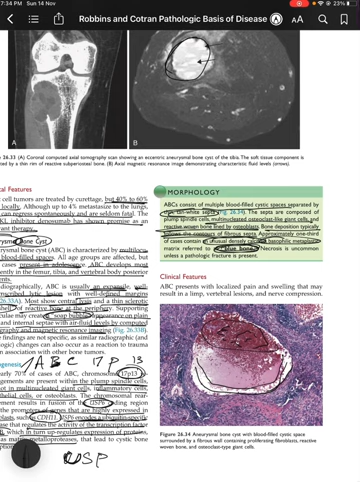 7:34 PM Sun 14 Nov
23%
Robbins and Cotran Pathologic Basis of Disease
AA
A
B
26.33 (A) Coronal computed axial tomography scan showing an eccentric aneurysmal bone cyst of the tibia. The soft tissue component is
ted by a thin rim of reactive subperiosteal bone. (B) Axial magnetic resonance image demonstrating characteristic fluid levels (arrows).
cal Features
cell tumors are treated by curettage, but 40% to 60%
locally. Although up to 4% metastasize to the lungs,
can regress spontaneously and are seldom fatal. The
KL inhibitor denosumab has shown promise as an
vant therapy.
rysmal Bone Cyst
rysmal bone cyst (ABC) is characterized by multilocu
blood-filled spaces. All age groups are affected, but
cases present in adolescence. ABC develops most
ently in the femur, tibia, and vertebral body posterior
ents.
diographically, ABC is usually an expansile, well-
mscribed lytic lesion with well-defined margins
26.33A). Most show central lysis and a thin sclerotic
shell of reactive bone at the periphery. Supporting
culae may create a "soap bubble" appearance on plain
and internal septae with air-fluid levels by computed
graphy and magnetic resonance imaging (Fig. 26.33B).
e findings are not specific, as similar radiographic (and
logic) changes can also occur as a reaction to trauma
n association with other bone tumors.
ogenesis
ABC 17 P 13
early 70% of cases of ABC, chromosome 17p13
ngements are present within the plump spindle cells,
not in multinucleated giant cells, inflammatory cells,
thelial cells, or osteoblasts. The chromosomal rear-
ement results in fusion of the USP6 coding region
the promoters of genes that are highly expressed in
blasts, such as CDH11. USP6 encodes a ubiquitin-specific
ase that regulates the activity of the transcription factor
B, which in turn up-regulates expression of proteins,
as matrix metalloproteases, that lead to cystic bone
ption.
USP
MORPHOLOGY
ABCs consist of multiple blood-filled cystic spaces separated by
thin, tan-white septa (Fig. 26.34). The septa are composed of
plump spindle cells, multinucleated osteoclast-like giant cells, and
reactive woven bone lined by osteoblasts. Bone deposition typically
follows the contours of fibrous septa. Approximately one-third
of cases contain an unusual densely calcified basophilic metaplastic
matrix referred to as "blue bone." Necrosis is uncommon
unless a pathologic fracture is present.
Clinical Features
ABC presents with localized pain and swelling that may
result in a limp, vertebral lesions, and nerve compression.
Figure 26.34 Aneurysmal bone cyst with blood-filled cystic space
surrounded by a fibrous wall containing proliferating fibroblasts, reactive
woven bone, and osteoclast-type giant cells.